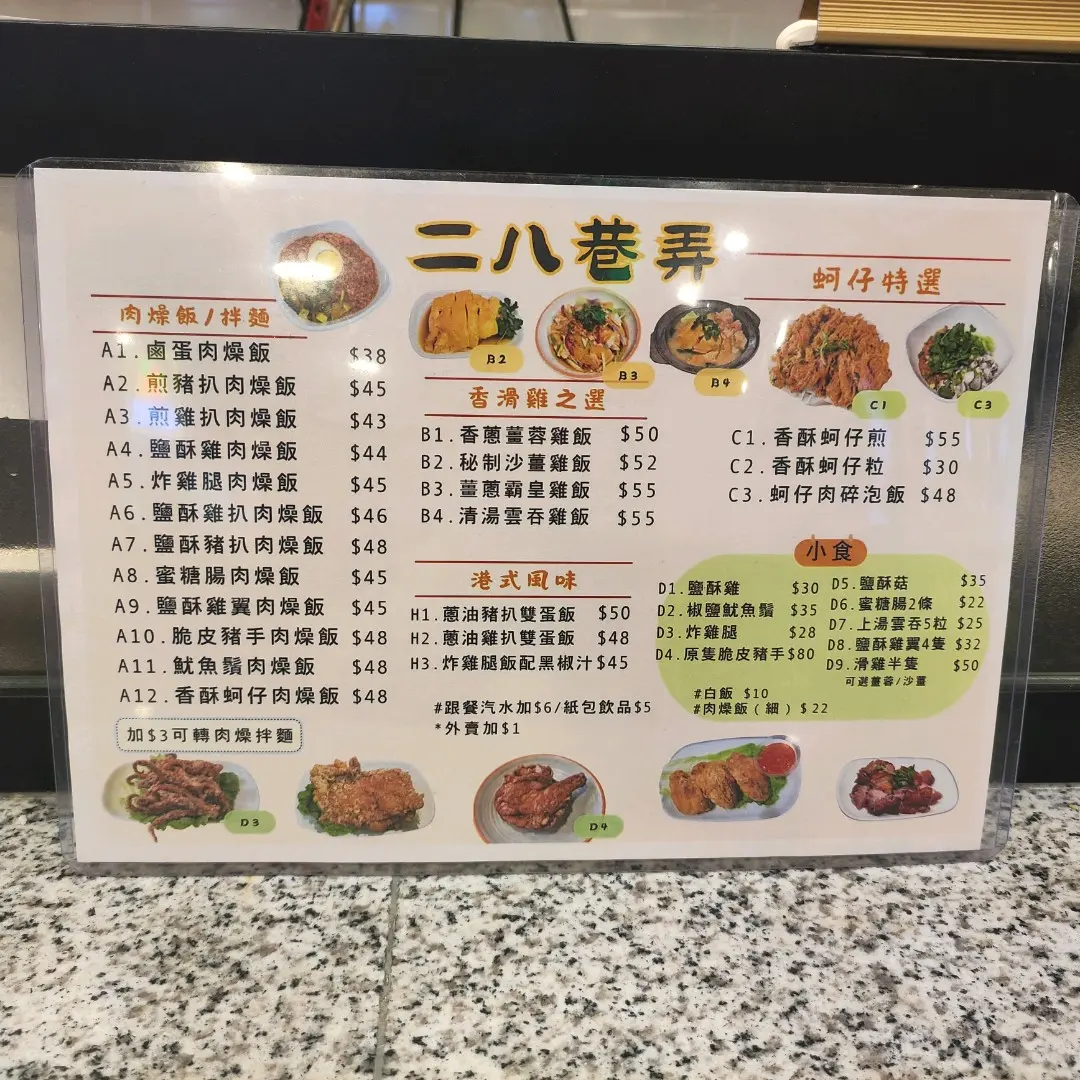 二八巷弄
肉燥飯/拌麵
A1.鹵蛋肉燥飯 $38
A2.煎豬扒肉燥飯 $45
A3.煎雞扒肉燥飯 $43
A4.鹽酥雞肉燥飯 $44
A5.炸雞腿肉燥飯 $45
A6.鹽酥雞扒肉燥飯 $46
A7.鹽酥豬扒肉燥飯 $48
A8.蜜糖腸肉燥飯 $45
A9.鹽酥雞翼肉燥飯 $45
A10.脆皮豬手肉燥飯 $48
A11.魷魚鬚肉燥飯 $48
A12.香酥蚵仔肉燥飯 $48
加$3可轉肉燥拌麵
B2
B3
B4
香滑雞之選
B1.香蔥薑蓉雞飯 $50
B2.秘制沙薑雞飯 $52
B3.薑蔥霸皇雞飯 $55
B4.清湯雲吞雞飯 $55
港式風味
H1.蔥油豬扒雙蛋飯 $50
H2.蔥油雞扒雙蛋飯 $48
H3.炸雞腿飯配黑椒汁 $45
#跟餐汽水加$6/紙包飲品$5
*外賣加$1
蚵仔特選
C1
C3
C1.香酥蚵仔煎 $55
C2.香酥蚵仔粒 $30
C3.蚵仔肉碎泡飯 $48
小食
D1.鹽酥雞 $30
D2.椒鹽魷魚鬚 $35
D3.炸雞腿 $28
D4.原隻脆皮豬手$80
D5.鹽酥菇 $35
D6.蜜糖腸2條 $22
D7.上湯雲吞5粒 $25
D8.鹽酥雞翼4隻 $32
D9.滑雞半隻 $50
可選薑蓉/沙薑
#白飯 $10
#肉燥飯（細）$22
D3
D4